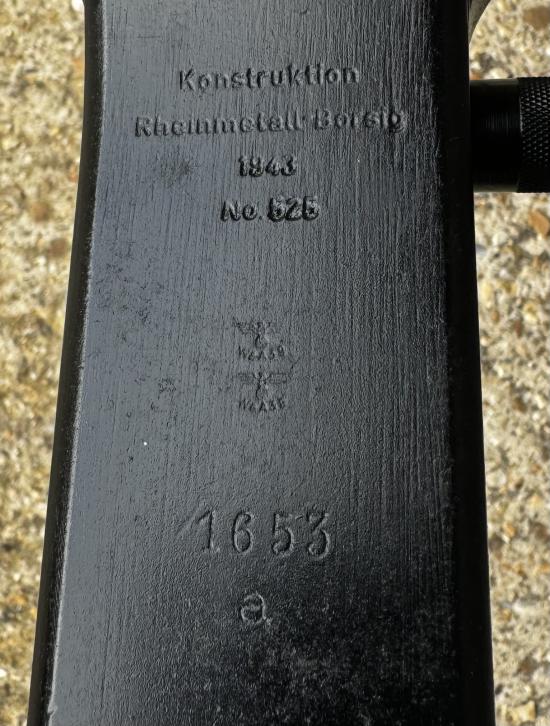 Konstruktion
Rheinmetall Borsig
1943
No. 525
1653
a